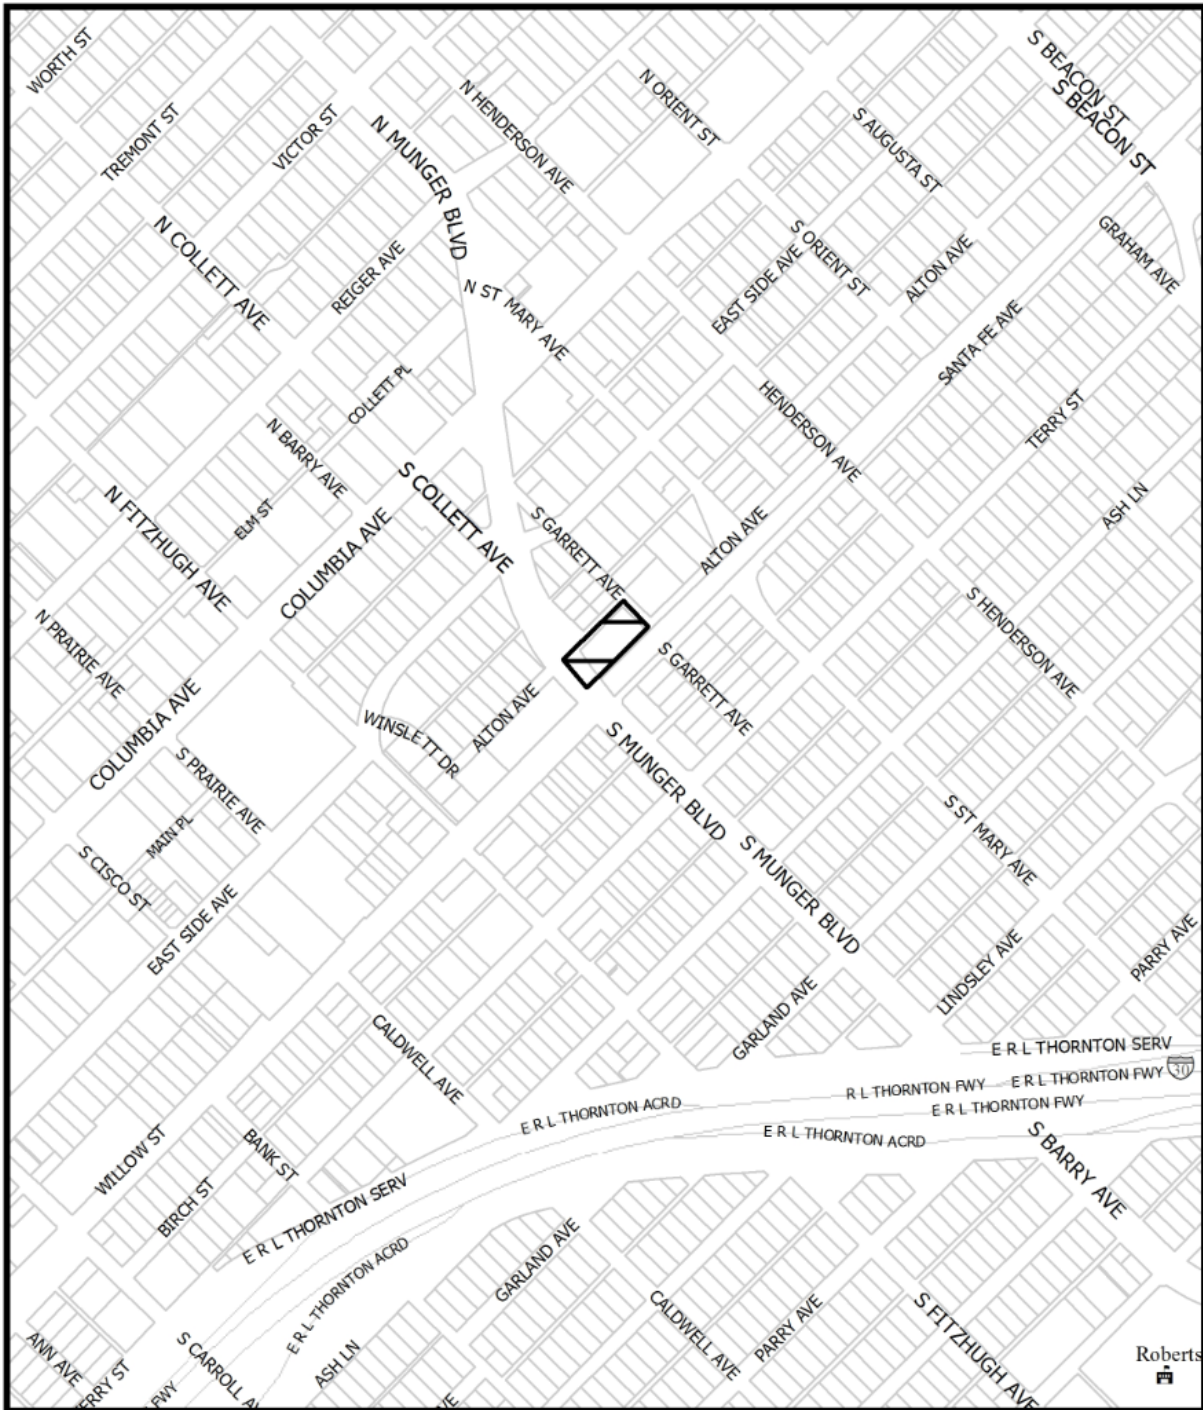 WORTH ST
S BEACON ST
S BEACON ST
N ORIENT ST
N HENDERSON AVE
TREMONT ST
VICTOR ST
N MUNGER BLVD
S AUGUSTA ST
N COLLETT AVE
REIGER AVE
S ORIENT ST
EAST SIDE AVE
ALTON AVE
GRAHAM AVE
N ST MARY AVE
SANTA FE AVE
COLLETT PL
HENDERSON AVE
TERRY ST
N BARRY AVE
S COLLETT AVE
N FITZHUGH AVE
ELM ST
COLUMBIA AVE
S GARRETT AVE
ALTON AVE
ASH LN
N PRAIRIE AVE
S HENDERSON AVE
S GARRETT AVE
COLUMBIA AVE
WINSLETT DR
ALTON AVE
S MUNGER BLVD
S PRAIRIE AVE
MAIN PL
S CISCO ST
S ST MARY AVE
S MUNGER BLVD
EAST SIDE AVE
PARRY AVE
LINDSLEY AVE
GARLAND AVE
CALDWELL AVE
E R L THORNTON SERV
30
E R L THORNTON FWY
R L THORNTON FWY
E R L THORNTON FWY
E R L THORNTON ACRD
E R L THORNTON ACRD
WILLOW ST
BANK ST
BIRCH ST
S BARRY AVE
E R L THORNTON SERV
GARLAND AVE
E R L THORNTON ACRD
CALDWELL AVE
PARRY AVE
S FITZHUGH AVE
ANN AVE
ERRY ST
FWY
S CARROLL AV
ASH LN
Roberts